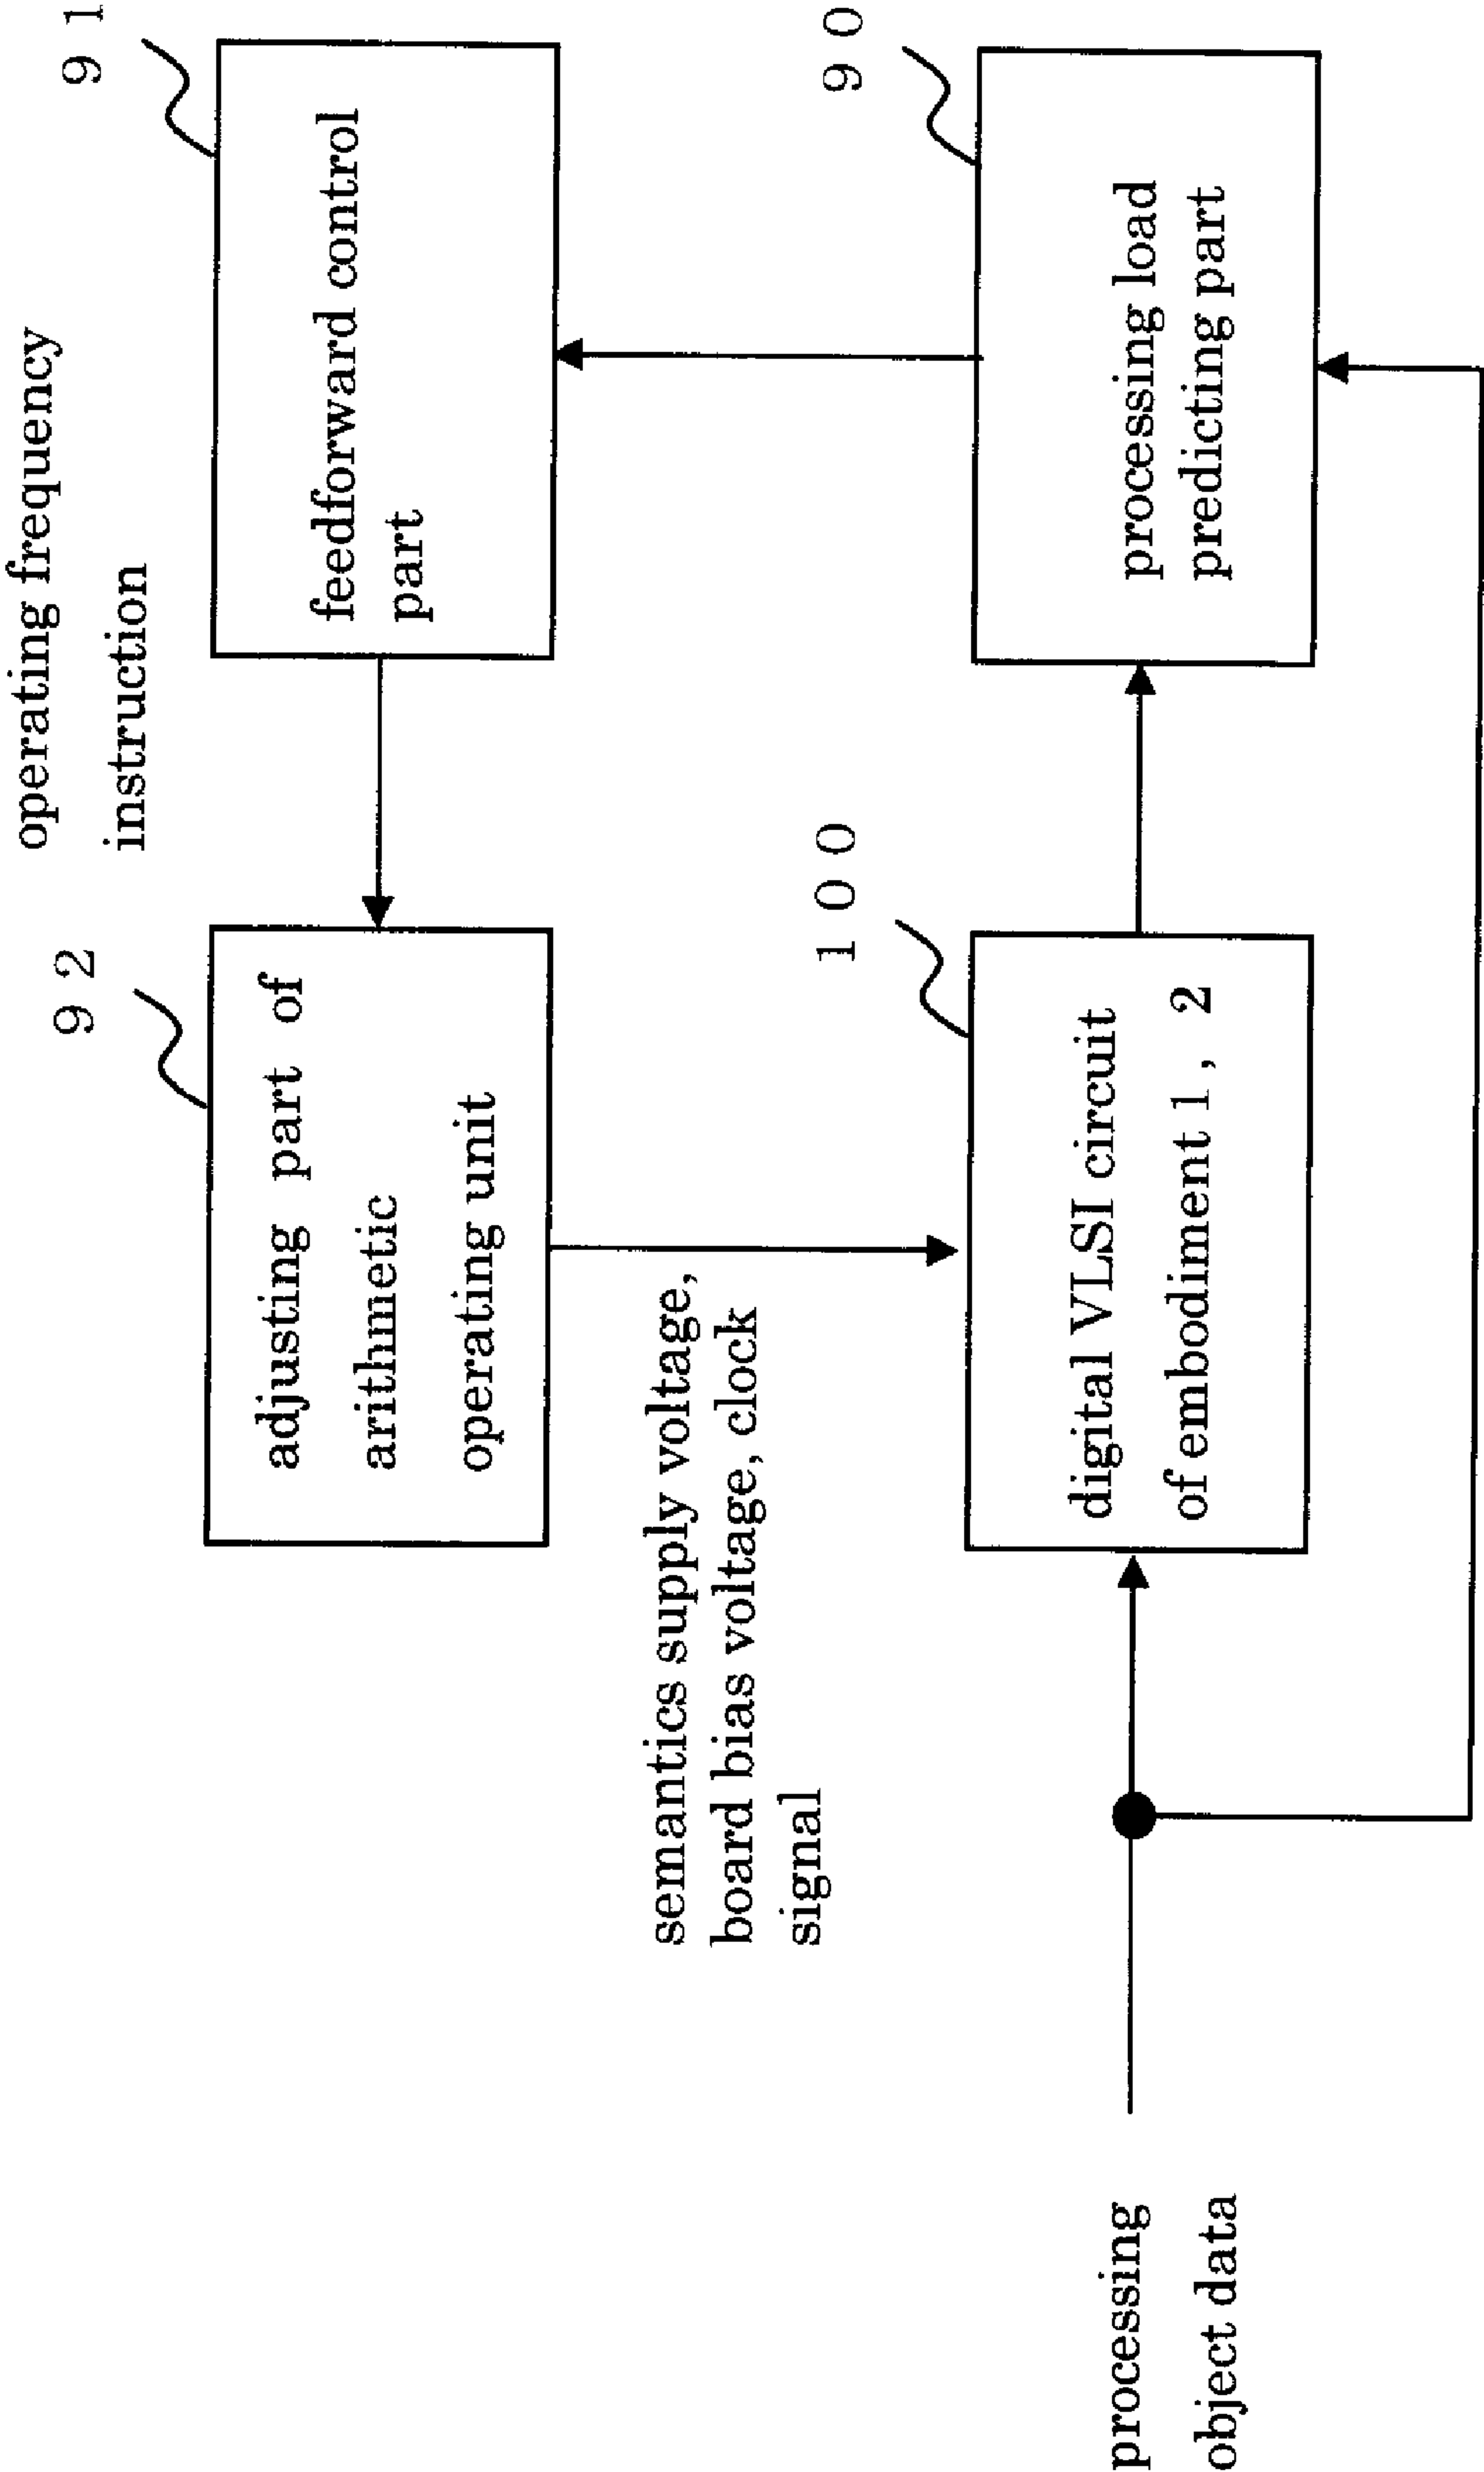 operating frequency
instruction
9 2
9 1
adjusting part of
arithmetic
operating unit
feedforward control
part
semantics supply voltage,
board bias voltage, clock
signal
1 0 0
9 0
digital VLSI circuit
of embodiment 1, 2
processing load
predicting part
processing
object data